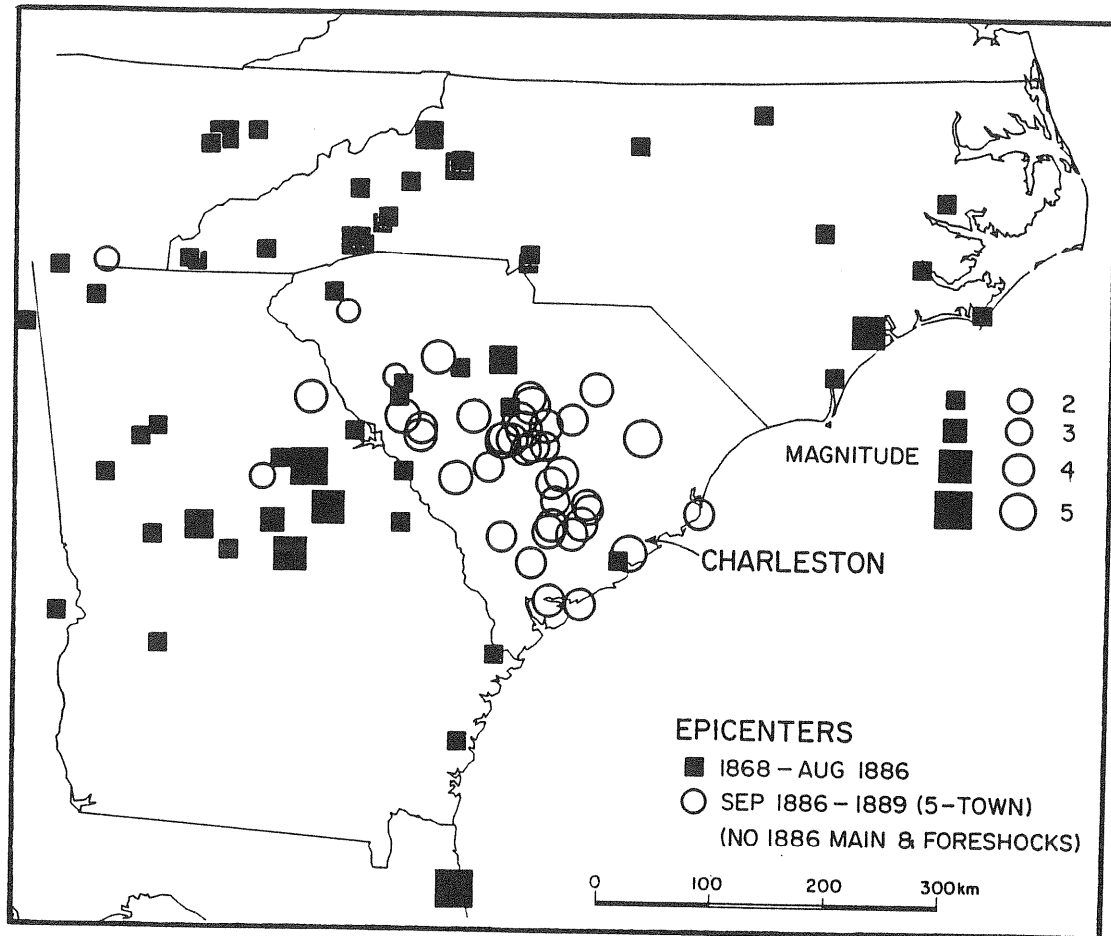 2
3
MAGNITUDE
4
5
CHARLESTON
EPICENTERS
1868 – AUG 1886
SEP 1886 – 1889 (5-TOWN)
(NO 1886 MAIN & FORESHOCKS)
0 100 200 300km